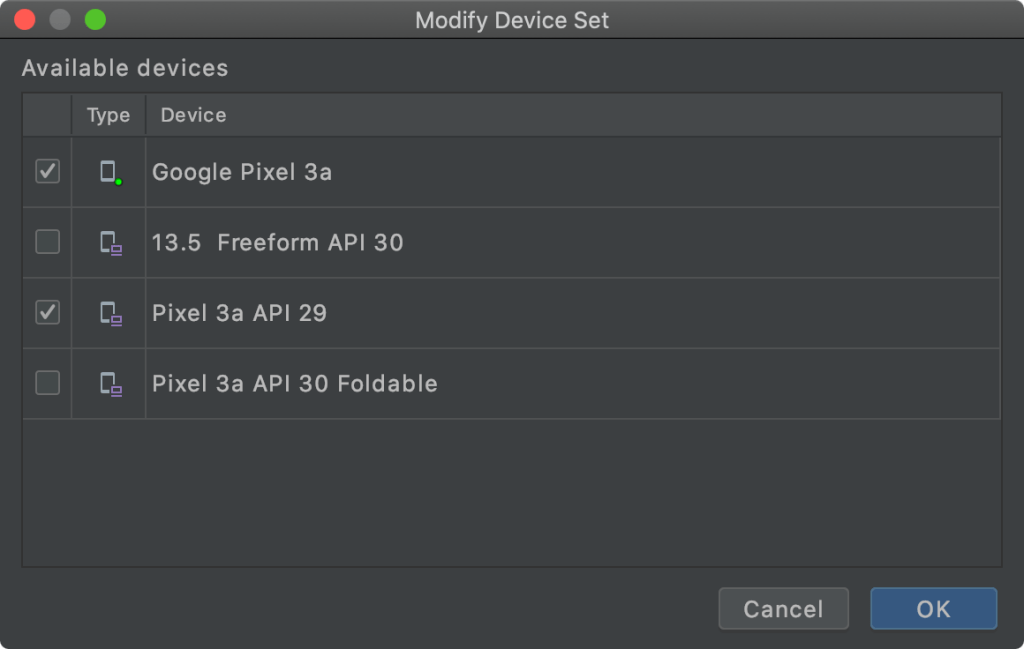 Modify Device Set
Available devices
Type Device
Google Pixel 3a
13.5  Freeform API 30
Pixel 3a API 29
Pixel 3a API 30 Foldable
Cancel OK